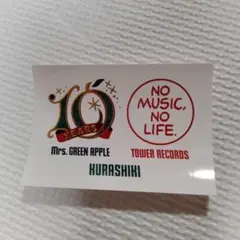 10
YEARS
Mrs. GREEN APPLE
NO
MUSIC,
NO
LIFE.
TOWER RECORDS
KURASHIKI